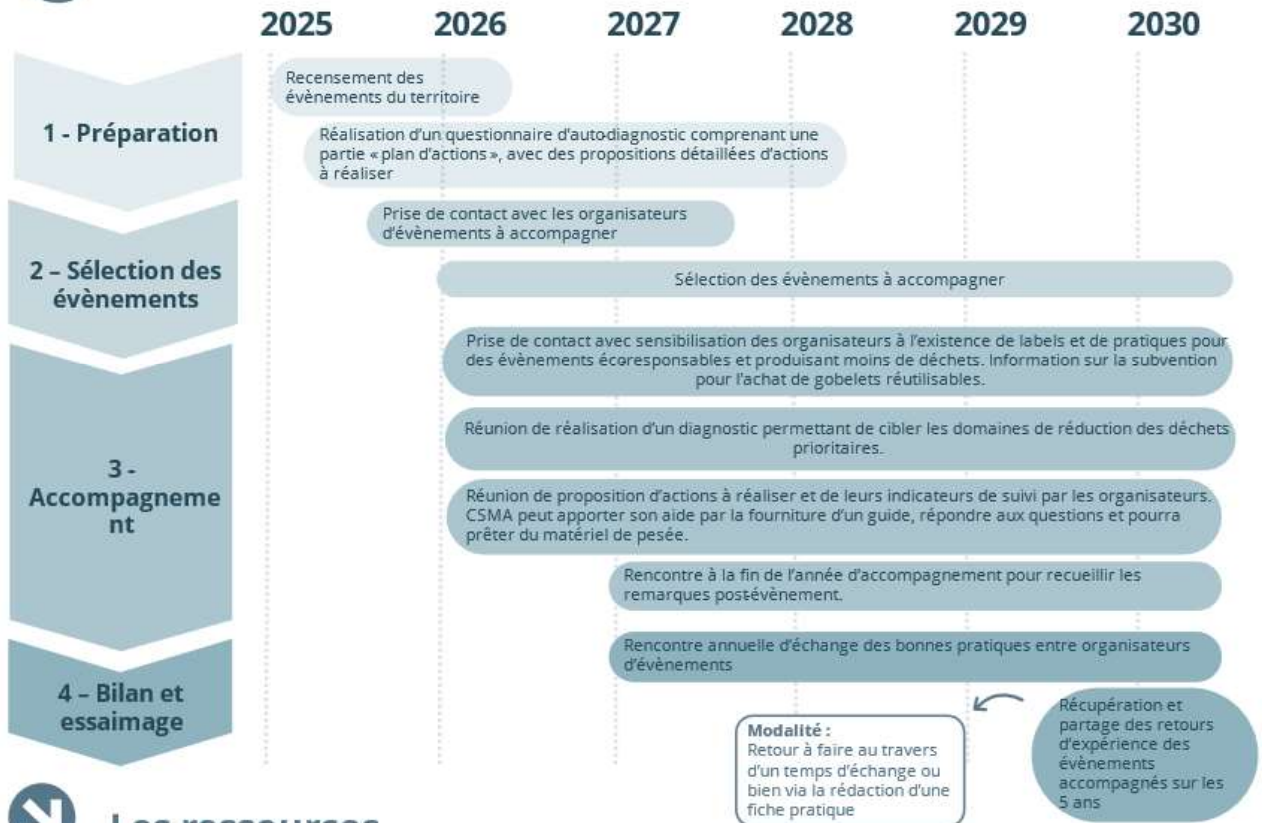 2025 2026 2027 2028 2029 2030
1 - Préparation
Recensement des
évènements du territoire
Réalisation d'un questionnaire d'auto-diagnostic comprenant une
partie « plan d'actions », avec des propositions détaillées d'actions
à réaliser
2 – Sélection des
évènements
Prise de contact avec les organisateurs
d'évènements à accompagner
Sélection des évènements à accompagner
3 -
Accompagneme
nt
Prise de contact avec sensibilisation des organisateurs à l'existence de labels et de pratiques pour
des évènements écoresponsables et produisant moins de déchets. Information sur la subvention
pour l'achat de gobelets réutilisables.
Réunion de réalisation d'un diagnostic permettant de cibler les domaines de réduction des déchets
prioritaires.
Réunion de proposition d'actions à réaliser et de leurs indicateurs de suivi par les organisateurs.
CSMA peut apporter son aide par la fourniture d'un guide, répondre aux questions et pourra
prêter du matériel de pesée.
Rencontre à la fin de l'année d'accompagnement pour recueillir les
remarques post-évènement.
4 – Bilan et
essaimage
Rencontre annuelle d'échange des bonnes pratiques entre organisateurs
d'évènements
Modalité :
Retour à faire au travers
d'un temps d'échange ou
bien via la rédaction d'une
fiche pratique
Récupération et
partage des retours
d'expérience des
évènements
accompagnés sur les
5 ans
Les ressources